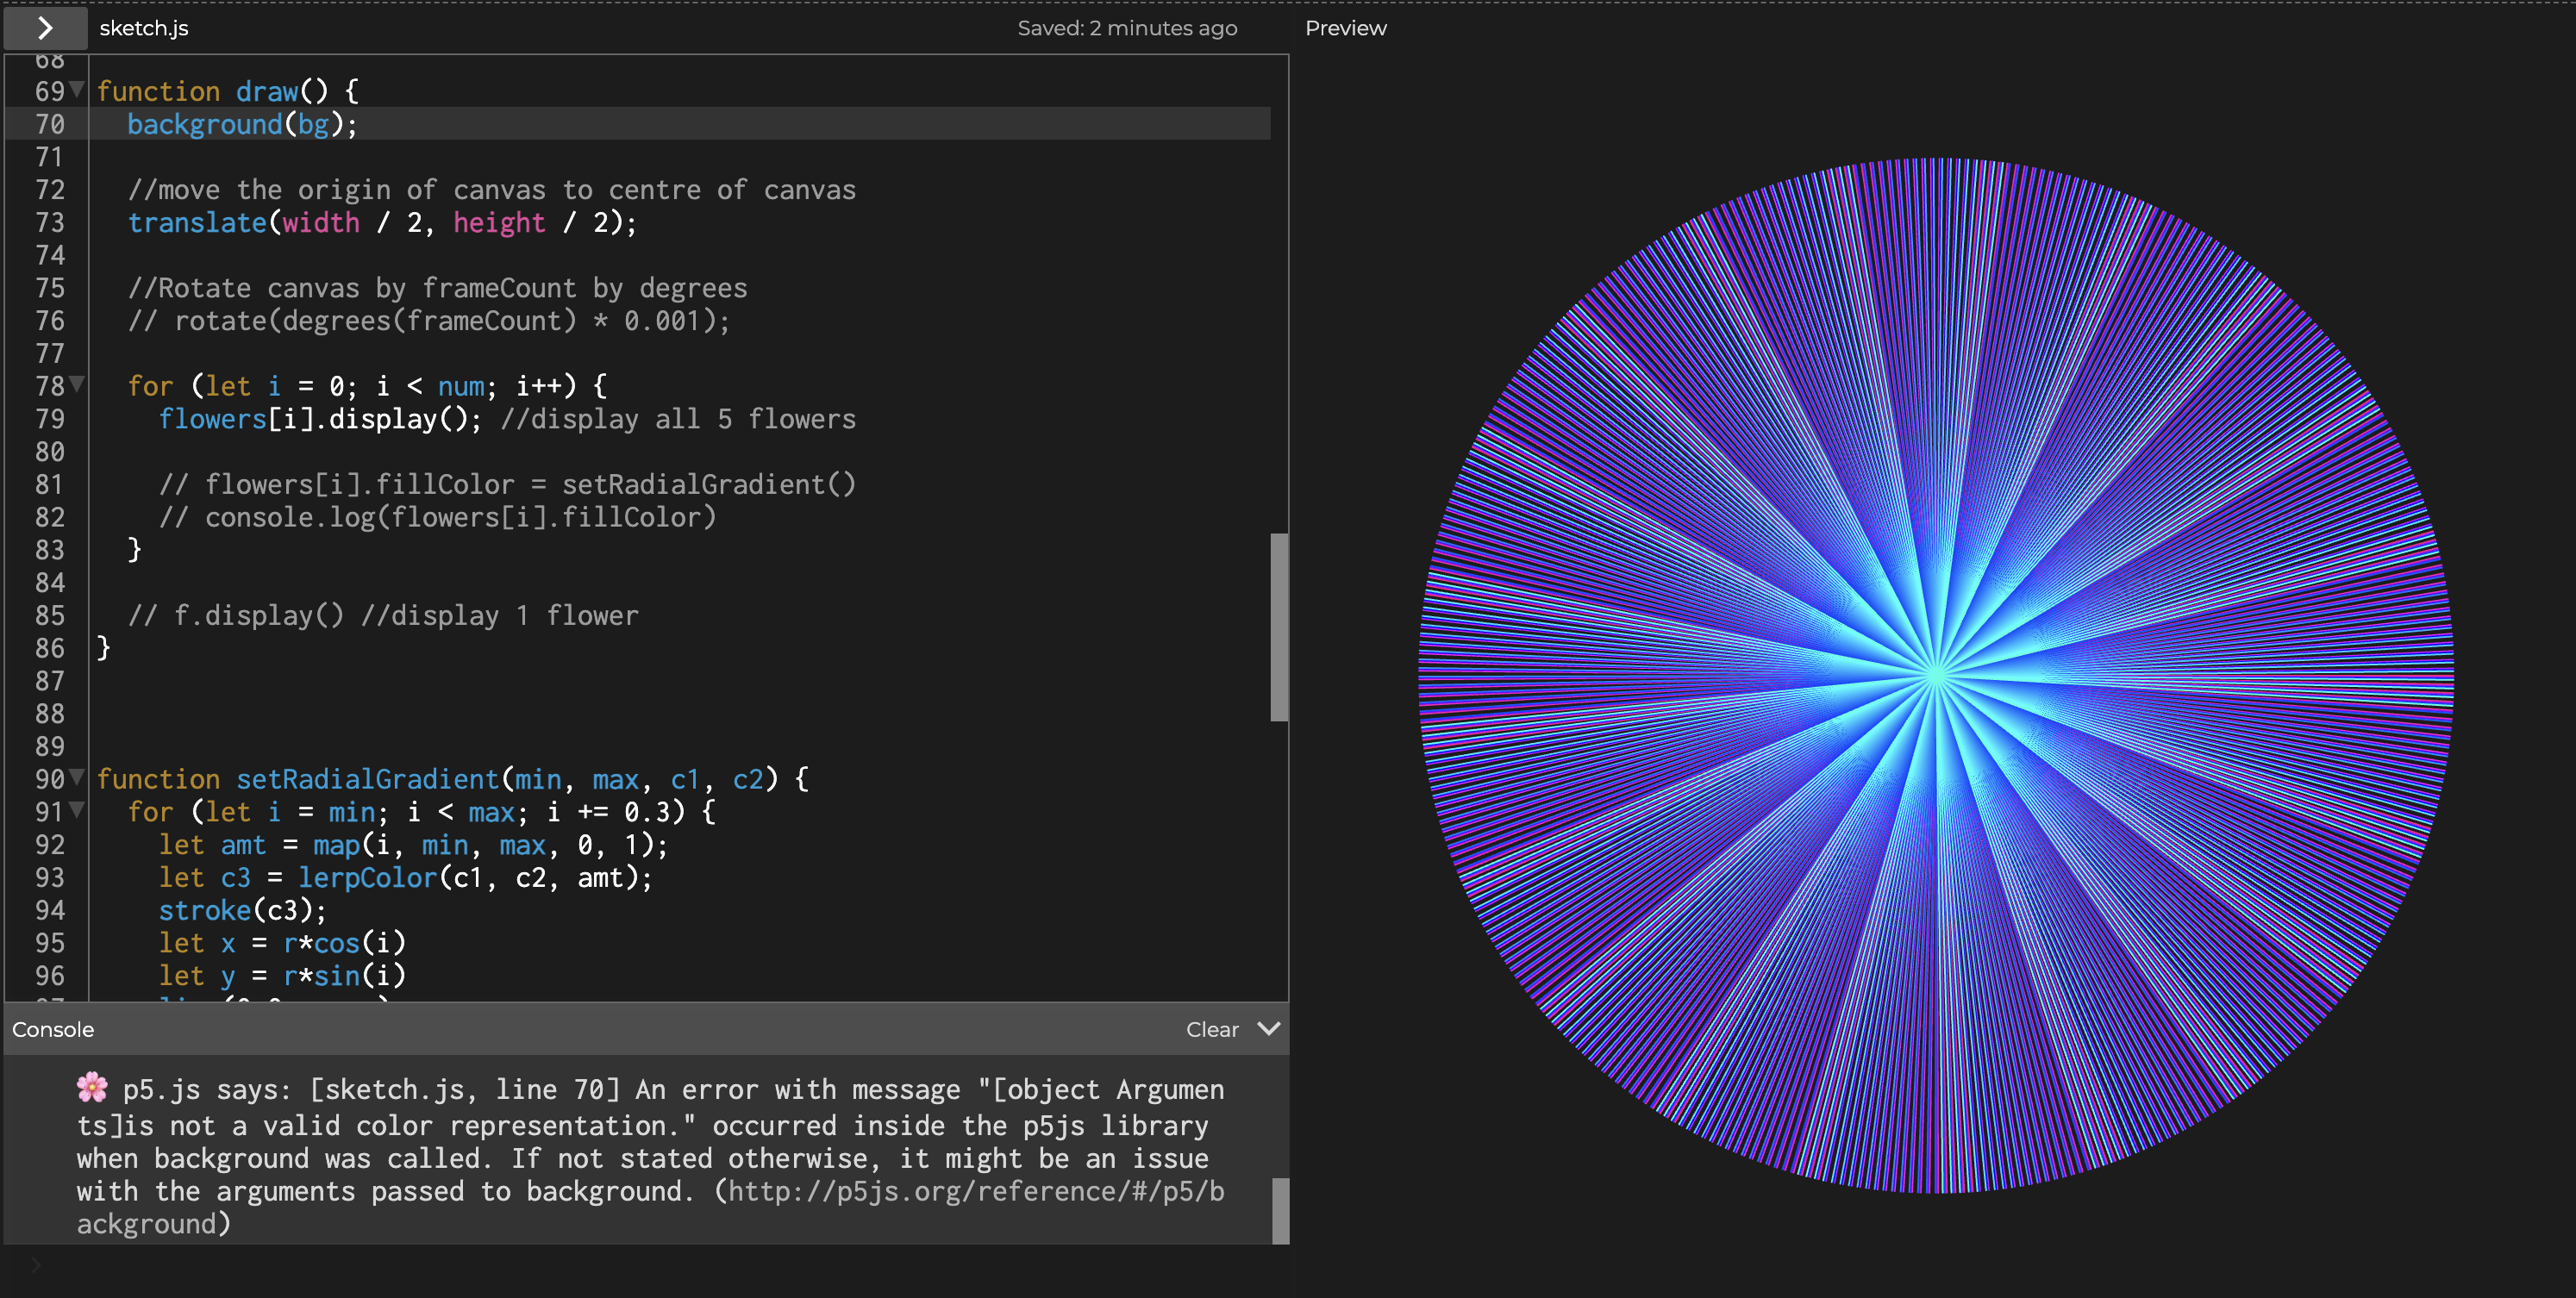 sketch.js
Saved: 2 minutes ago
Preview
68
69 function draw() {
70 background(bg);
71
72 //move the origin of canvas to centre of canvas
73 translate(width / 2, height / 2);
74
75 //Rotate canvas by frameCount by degrees
76 // rotate(degrees(frameCount) * 0.001);
77
78 for (let i = 0; i < num; i++) {
79 flowers[i].display(); //display all 5 flowers
80
81 // flowers[i].fillColor = setRadialGradient()
82 // console.log(flowers[i].fillColor)
83 }
84
85 // f.display() //display 1 flower
86 }
87
88
89
90 function setRadialGradient(min, max, c1, c2) {
91 for (let i = min; i < max; i += 0.3) {
92 let amt = map(i, min, max, 0, 1);
93 let c3 = lerpColor(c1, c2, amt);
94 stroke(c3);
95 let x = r*cos(i)
96 let y = r*sin(i)
Console
Clear
🌸 p5.js says: [sketch.js, line 70] An error with message "[object Argumen
ts]is not a valid color representation." occurred inside the p5js library
when background was called. If not stated otherwise, it might be an issue
with the arguments passed to background. (http://p5js.org/reference/#/p5/b
ackground)